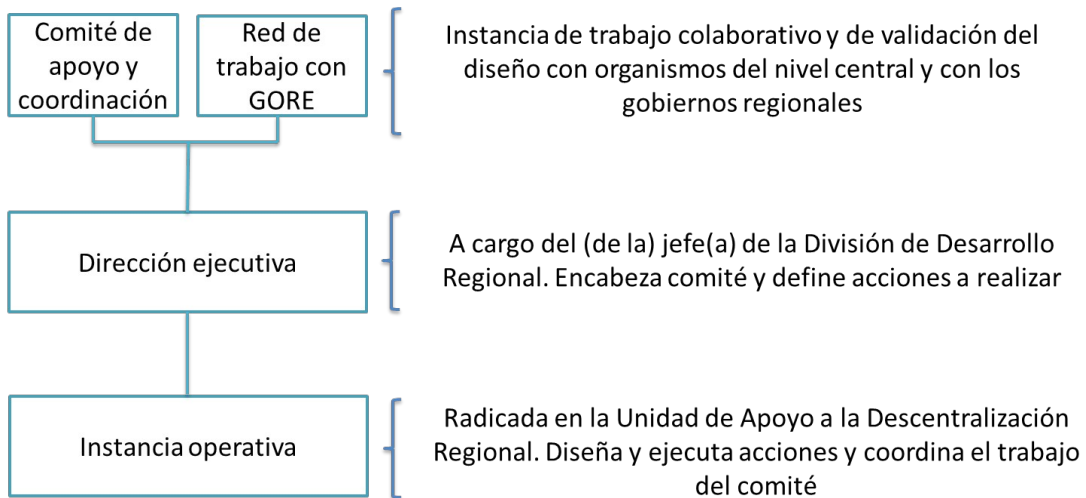 Comité de
apoyo y
coordinación
Red de
trabajo con
GORE
Instancia de trabajo colaborativo y de validación del
diseño con organismos del nivel central y con los
gobiernos regionales
Dirección ejecutiva
A cargo del (de la) jefe(a) de la División de Desarrollo
Regional. Encabeza comité y define acciones a realizar
Instancia operativa
Radicada en la Unidad de Apoyo a la Descentralización
Regional. Diseña y ejecuta acciones y coordina el trabajo
del comité